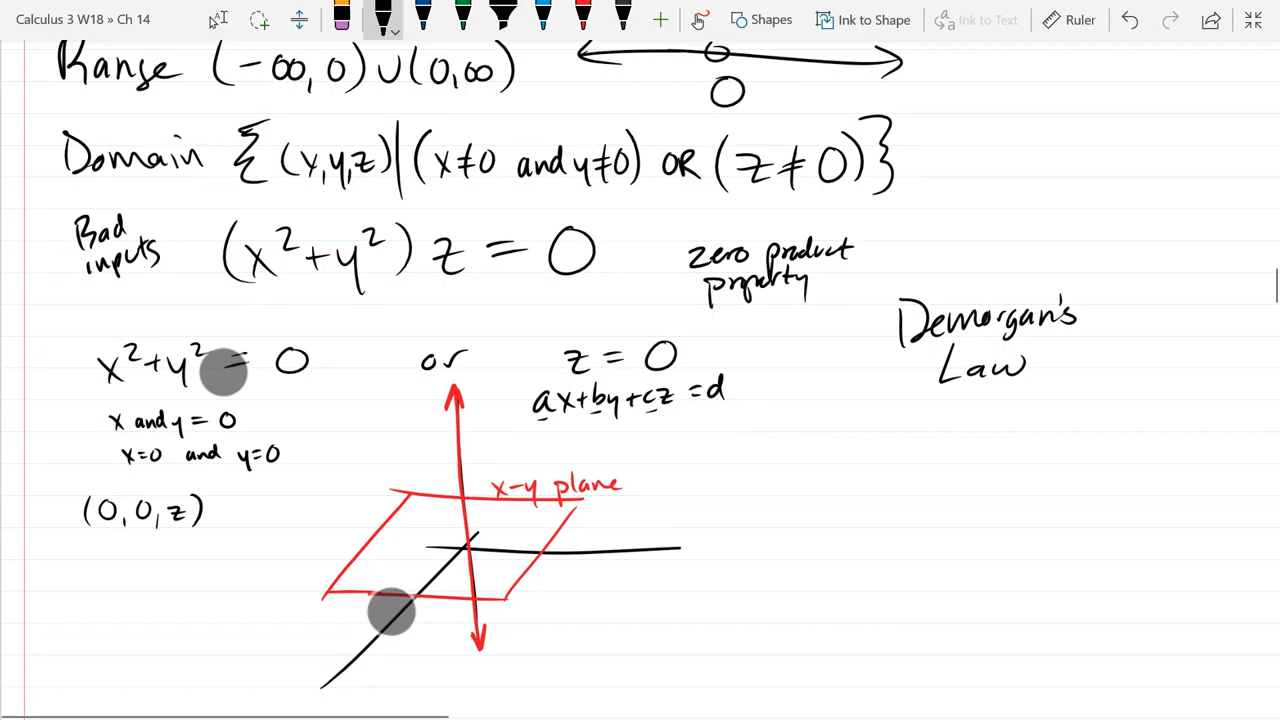 Calculus 3 W18 » Ch 14
Shapes
Ink to Shape
Ink to Text
Ruler
Range (-∞, 0) ∪ (0, ∞)
0
Domain {(x,y,z)|(x≠0 and y≠0) OR (z≠0)}
Bad inputs
(x²+y²) z = 0
zero product property
Demorgan's Law
x²+y² = 0 or z = 0
ax+by+cz = d
x and y = 0
x=0 and y=0
(0, 0, z)
x-y plane